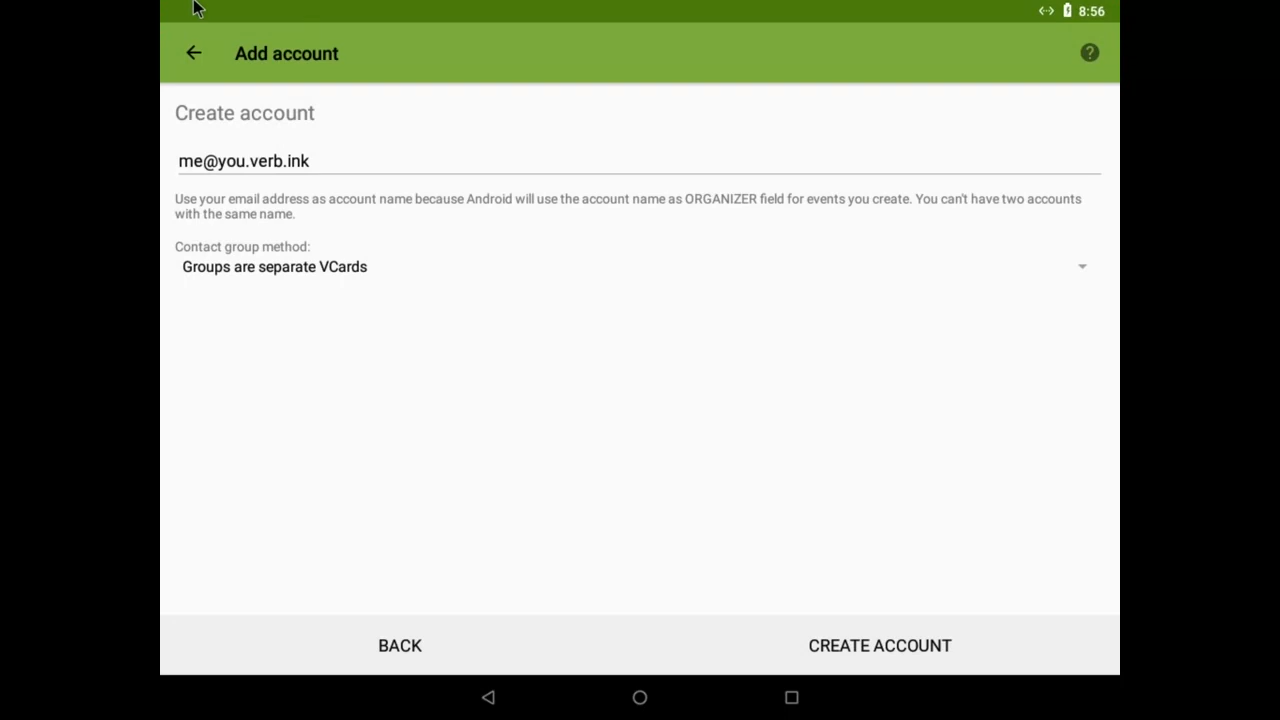 8:56
Add account
Create account
me@you.verb.ink
Use your email address as account name because Android will use the account name as ORGANIZER field for events you create. You can't have two accounts
with the same name.
Contact group method:
Groups are separate VCards
BACK
CREATE ACCOUNT